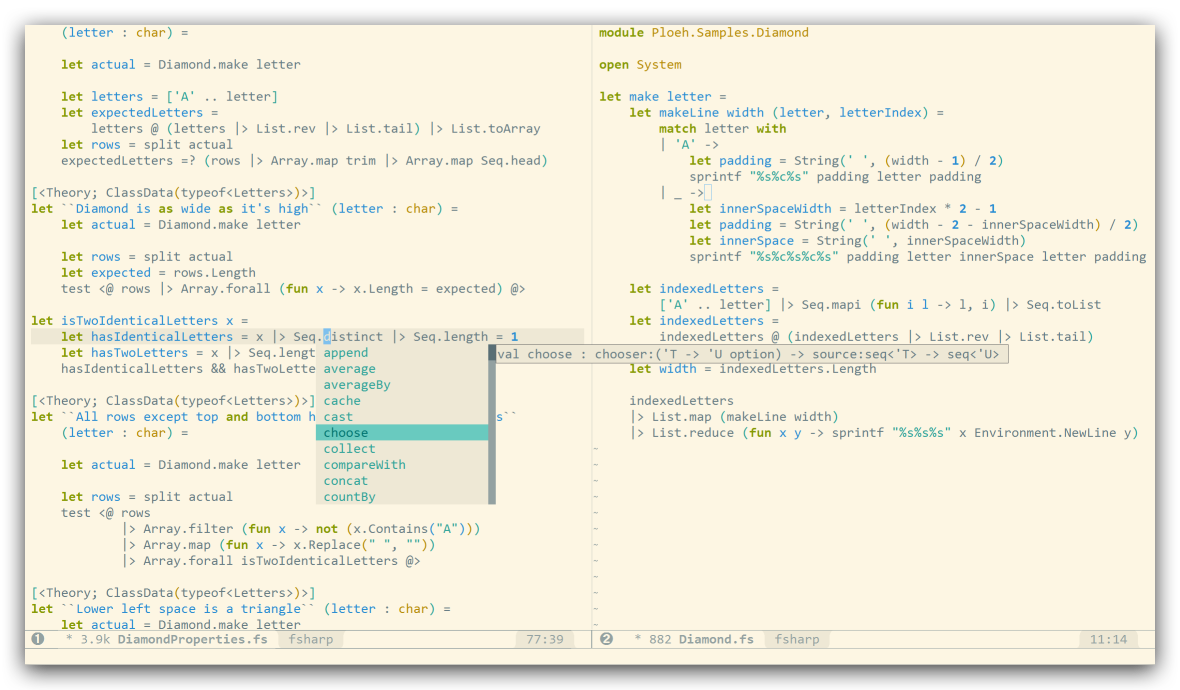 (letter : char) =
let actual = Diamond.make letter
let letters = ['A' .. letter]
let expectedLetters =
letters @ (letters |> List.rev |> List.tail) |> List.toArray
let rows = split actual
expectedLetters =? (rows |> Array.map trim |> Array.map Seq.head)
[<Theory; ClassData(typeof<Letters>)>]
let ``Diamond is as wide as it's high`` (letter : char) =
let actual = Diamond.make letter
let rows = split actual
let expected = rows.Length
test <@ rows |> Array.forall (fun x -> x.Length = expected) @>
let isTwoIdenticalLetters x =
let hasIdenticalLetters = x |> Seq.distinct |> Seq.length = 1
let hasTwoLetters = x |> Seq.lengt
hasIdenticalLetters && hasTwoLette
append
average
averageBy
cache
cast
choose
collect
compareWith
concat
countBy
val choose : chooser:('T -> 'U option) -> source:seq<'T> -> seq<'U>
[<Theory; ClassData(typeof<Letters>)>]
let ``All rows except top and bottom h s``
(letter : char) =
let actual = Diamond.make letter
let rows = split actual
test <@ rows
|> Array.filter (fun x -> not (x.Contains("A")))
|> Array.map (fun x -> x.Replace(" ", ""))
|> Array.forall isTwoIdenticalLetters @>
[<Theory; ClassData(typeof<Letters>)>]
let ``Lower left space is a triangle`` (letter : char) =
let actual = Diamond.make letter
1 * 3.9k DiamondProperties.fs fsharp 77:39
module Ploeh.Samples.Diamond
open System
let make letter =
let makeLine width (letter, letterIndex) =
match letter with
| 'A' ->
let padding = String(' ', (width - 1) / 2)
sprintf "%s%c%s" padding letter padding
| _ ->
let innerSpaceWidth = letterIndex * 2 - 1
let padding = String(' ', (width - 2 - innerSpaceWidth) / 2)
let innerSpace = String(' ', innerSpaceWidth)
sprintf "%s%c%s%c%s" padding letter innerSpace letter padding
let indexedLetters =
['A' .. letter] |> Seq.mapi (fun i l -> l, i) |> Seq.toList
let indexedLetters =
indexedLetters @ (indexedLetters |> List.rev |> List.tail)
let width = indexedLetters.Length
indexedLetters
|> List.map (makeLine width)
|> List.reduce (fun x y -> sprintf "%s%s%s" x Environment.NewLine y)
2 * 882 Diamond.fs fsharp 11:14